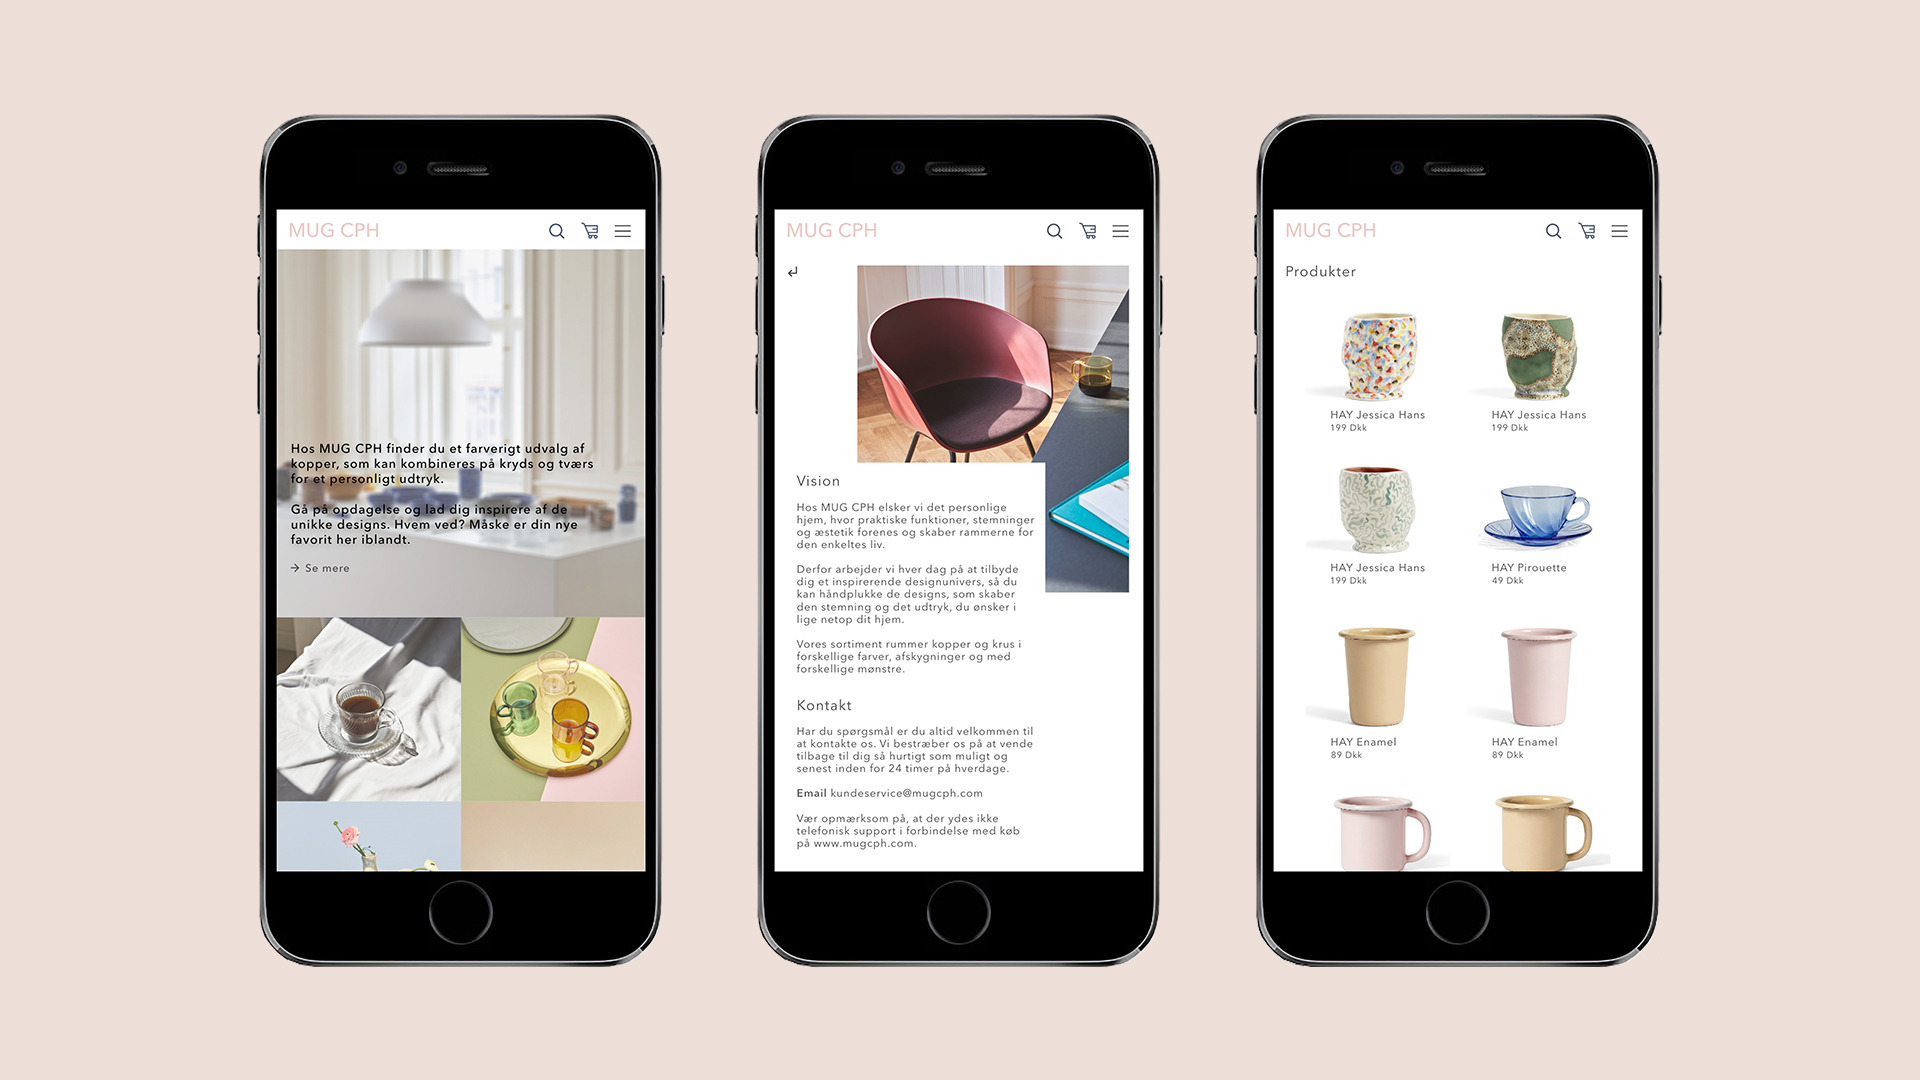 MUG CPH
Hos MUG CPH finder du et farverigt udvalg af
kopper, som kan kombineres på kryds og tværs
for et personligt udtryk.
Gå på opdagelse og lad dig inspirere af de
unikke designs. Hvem ved? Måske er din nye
favorit her iblandt.
→ Se mere
MUG CPH
Vision
Hos MUG CPH elsker vi det personlige
hjem, hvor praktiske funktioner, stemninger
og æstetik forenes og skaber rammerne for
den enkeltes liv.
Derfor arbejder vi hver dag på at tilbyde
dig et inspirerende designunivers, så du
kan håndplukke de designs, som skaber
den stemning og det udtryk, du ønsker i
lige netop dit hjem.
Vores sortiment rummer kopper og krus i
forskellige farver, afskygninger og med
forskellige mønstre.
Kontakt
Har du spørgsmål er du altid velkommen til
at kontakte os. Vi bestræber os på at vende
tilbage til dig så hurtigt som muligt og
senest inden for 24 timer på hverdage.
Email kundeservice@mugcph.com
Vær opmærksom på, at der ydes ikke
telefonisk support i forbindelse med køb
på www.mugcph.com.
MUG CPH
Produkter
HAY Jessica Hans
199 Dkk
HAY Jessica Hans
199 Dkk
HAY Jessica Hans
199 Dkk
HAY Pirouette
49 Dkk
HAY Enamel
89 Dkk
HAY Enamel
89 Dkk